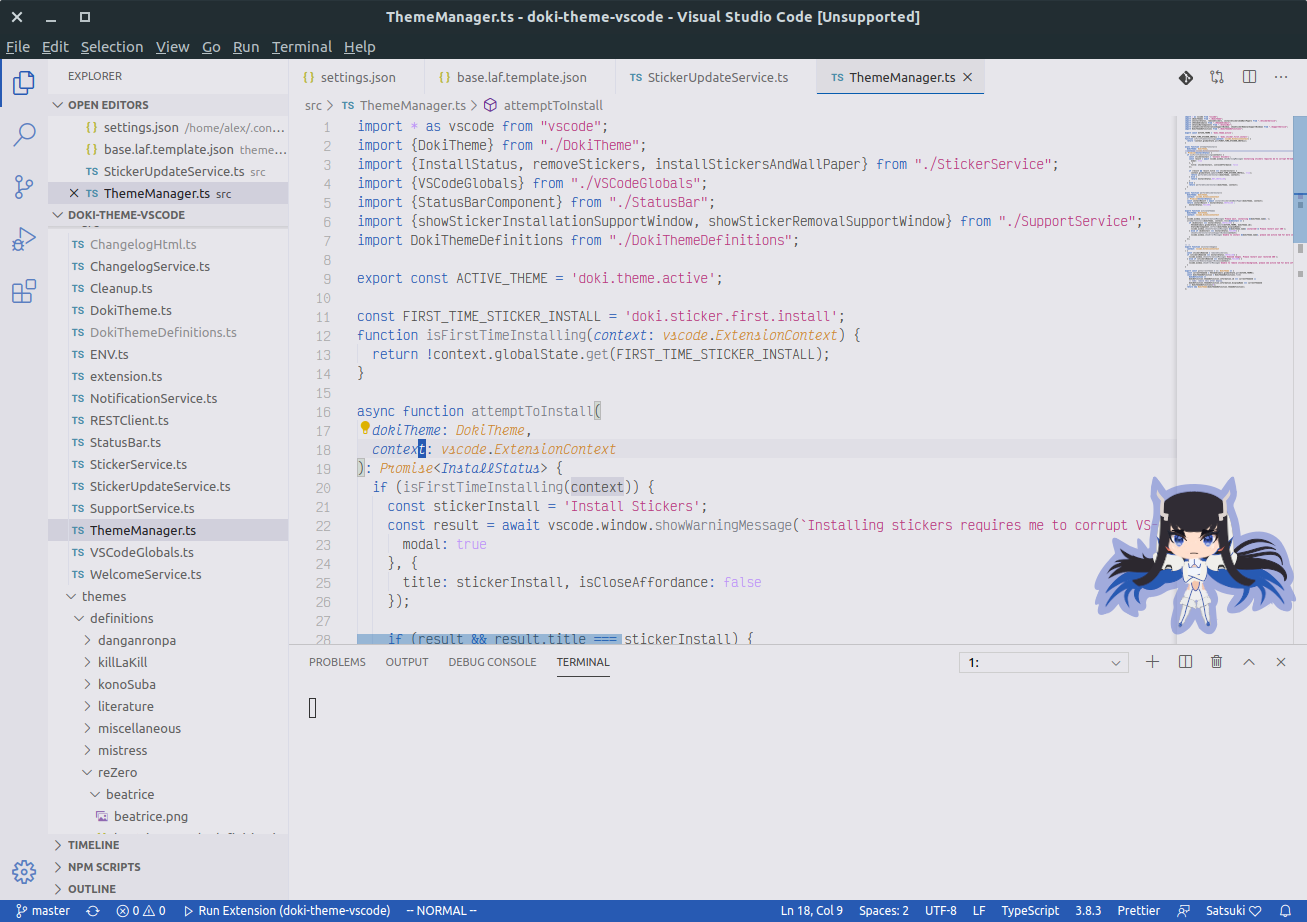 ThemeManager.ts - doki-theme-vscode - Visual Studio Code [Unsupported]
File Edit Selection View Go Run Terminal Help
EXPLORER
OPEN EDITORS
{} settings.json /home/alex/.con...
{} base.laf.template.json theme...
TS StickerUpdateService.ts src
TS ThemeManager.ts src
DOKI-THEME-VSCODE
TS ChangelogHtml.ts
TS ChangelogService.ts
TS Cleanup.ts
TS DokiTheme.ts
TS DokiThemeDefinitions.ts
TS ENV.ts
TS extension.ts
TS NotificationService.ts
TS RESTClient.ts
TS StatusBar.ts
TS StickerService.ts
TS StickerUpdateService.ts
TS SupportService.ts
TS ThemeManager.ts
TS VSCodeGlobals.ts
TS WelcomeService.ts
themes
definitions
danganronpa
killLaKill
konoSuba
literature
miscellaneous
mistress
reZero
beatrice
beatrice.png
TIMELINE
NPM SCRIPTS
OUTLINE
{} settings.json {} base.laf.template.json TS StickerUpdateService.ts TS ThemeManager.ts
src > TS ThemeManager.ts > attemptToInstall
1 import * as vscode from "vscode";
2 import {DokiTheme} from "./DokiTheme";
3 import {InstallStatus, removeStickers, installStickersAndWallPaper} from "./StickerService";
4 import {VSCodeGlobals} from "./VSCodeGlobals";
5 import {StatusBarComponent} from "./StatusBar";
6 import {showStickerInstallationSupportWindow, showStickerRemovalSupportWindow} from "./SupportService";
7 import DokiThemeDefinitions from "./DokiThemeDefinitions";
8
9 export const ACTIVE_THEME = 'doki.theme.active';
10
11 const FIRST_TIME_STICKER_INSTALL = 'doki.sticker.first.install';
12 function isFirstTimeInstalling(context: vscode.ExtensionContext) {
13 return !context.globalState.get(FIRST_TIME_STICKER_INSTALL);
14 }
15
16 async function attemptToInstall(
17 dokiTheme: DokiTheme,
18 context: vscode.ExtensionContext
19 ): Promise<InstallStatus> {
20 if (isFirstTimeInstalling(context)) {
21 const stickerInstall = 'Install Stickers';
22 const result = await vscode.window.showWarningMessage(`Installing stickers requires me to corrupt VS-
23 modal: true
24 }, {
25 title: stickerInstall, isCloseAffordance: false
26 });
27
28 if (result && result.title === stickerInstall) {
PROBLEMS OUTPUT DEBUG CONSOLE TERMINAL 1:
master 0 0 Run Extension (doki-theme-vscode) -- NORMAL -- Ln 18, Col 9 Spaces: 2 UTF-8 LF TypeScript 3.8.3 Prettier Satsuki ♡